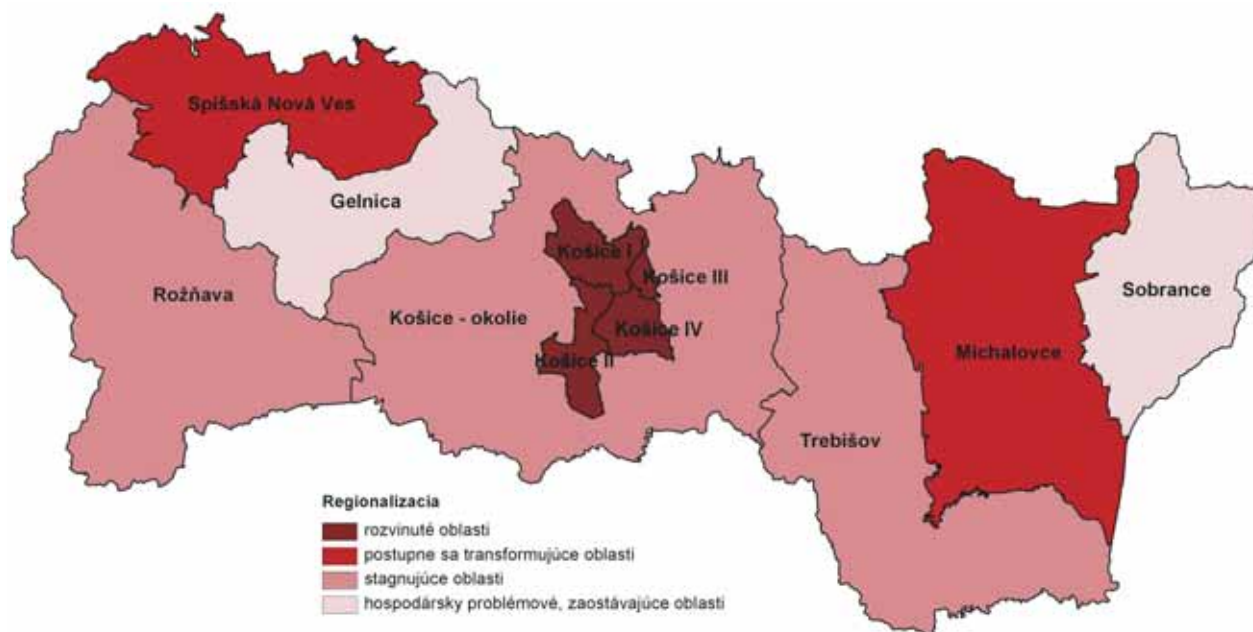 Spišská Nová Ves
Gelnica
Rožňava
Košice - okolie
Košice I
Košice III
Košice IV
Košice II
Trebišov
Michalovce
Sobrance
Regionalizacia
rozvinuté oblasti
postupne sa transformujúce oblasti
stagnujúce oblasti
hospodársky problémové, zaostávajúce oblasti